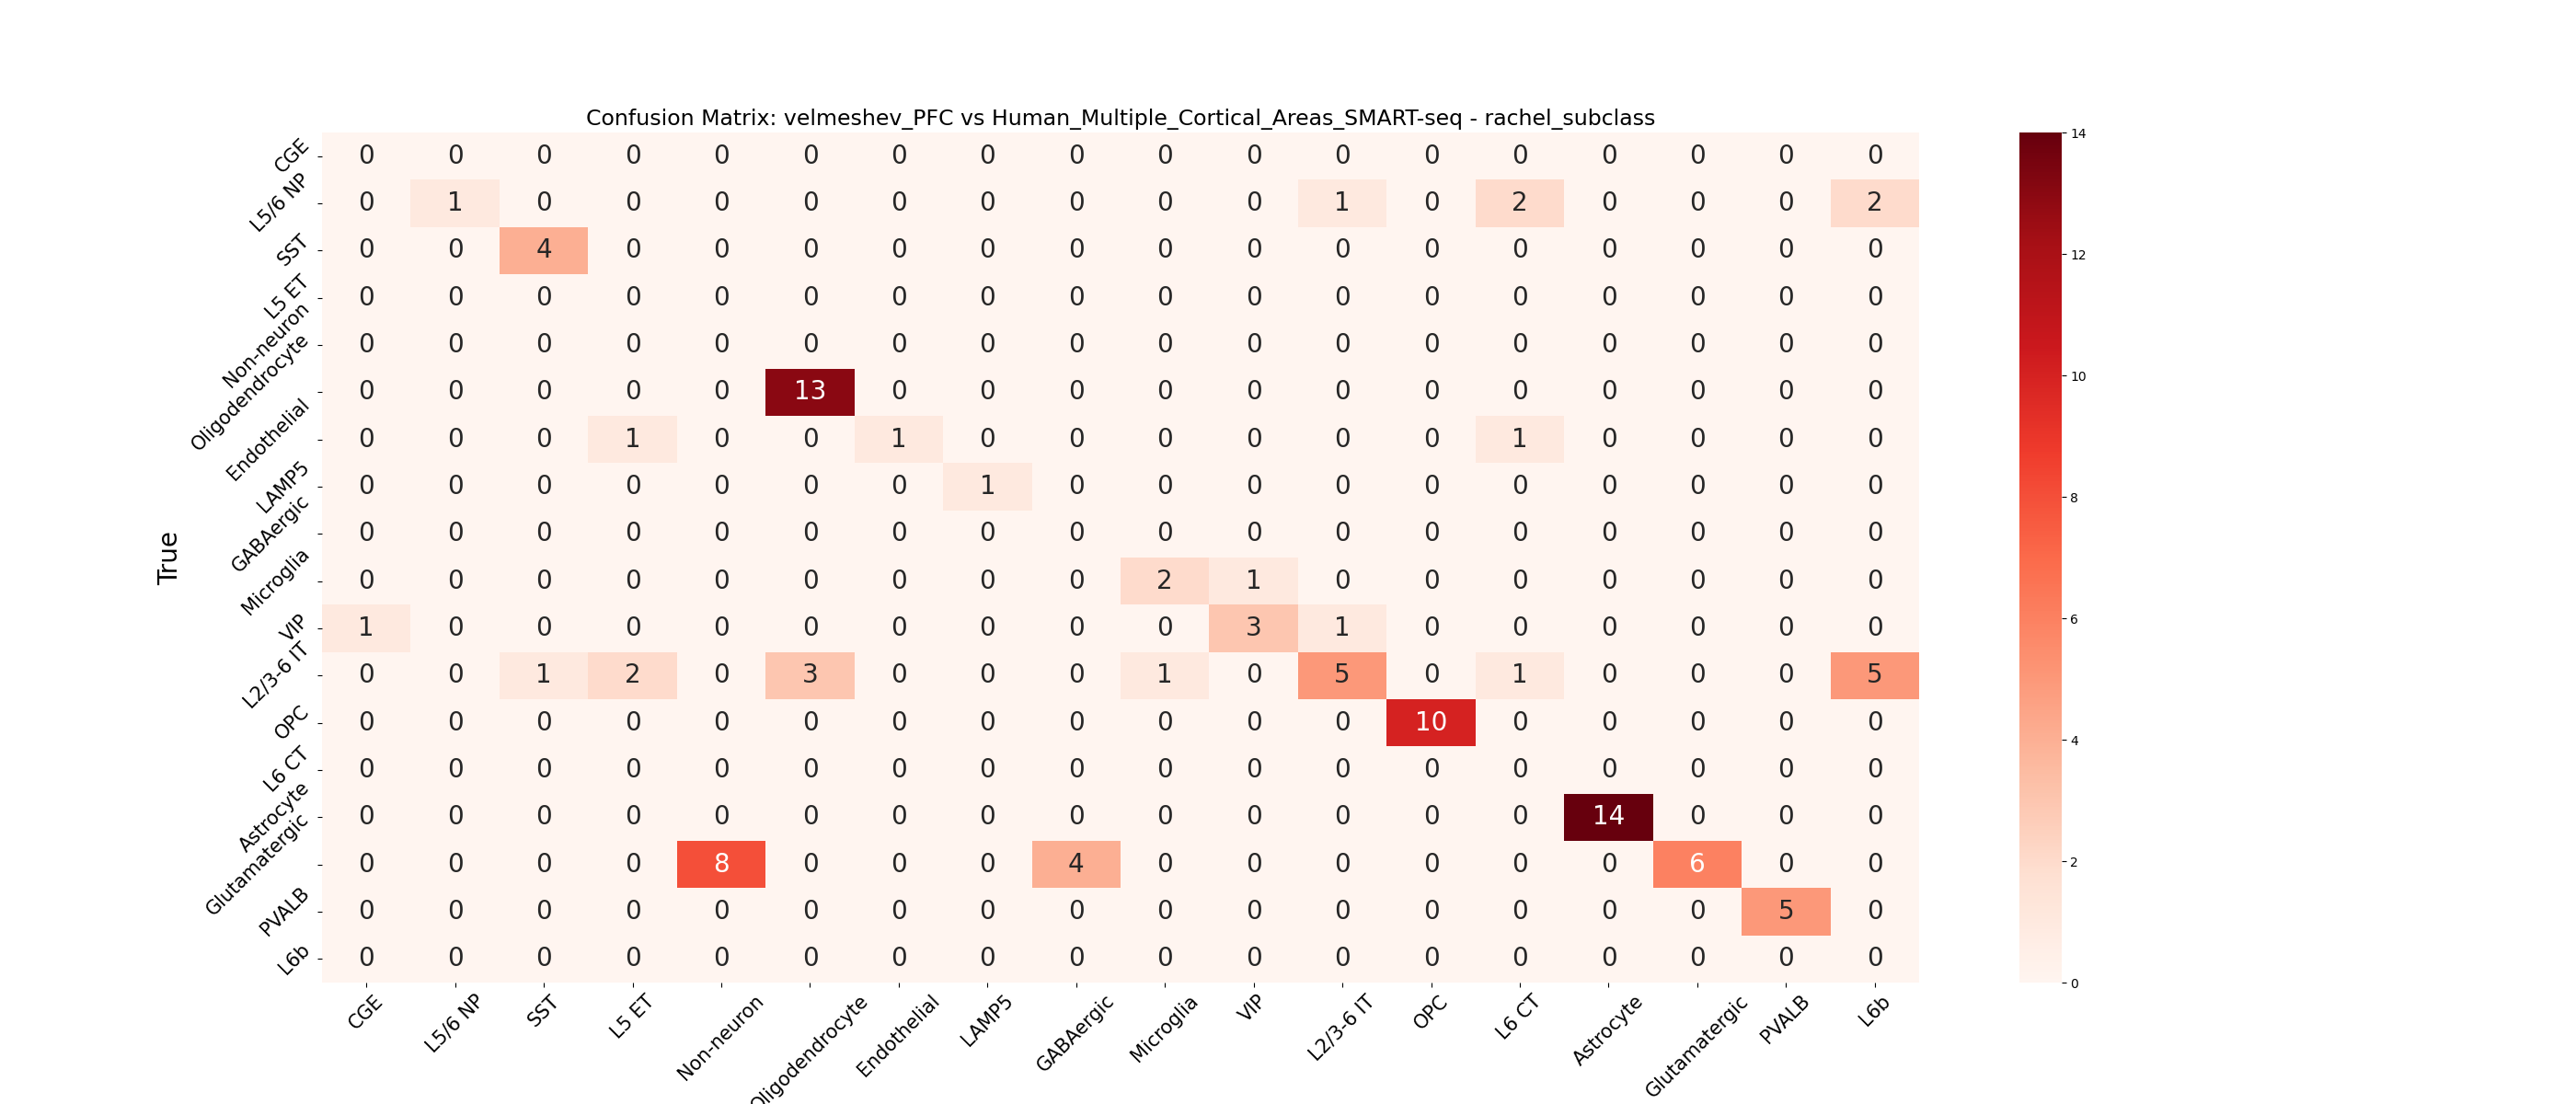 Confusion Matrix: velmeshev_PFC vs Human_Multiple_Cortical_Areas_SMART-seq - rachel_subclass
True
CGE 0 0 0 0 0 0 0 0 0 0 0 0 0 0 0 0 0 0
L5/6 NP 0 1 0 0 0 0 0 0 0 0 0 1 0 2 0 0 0 2
SST 0 0 4 0 0 0 0 0 0 0 0 0 0 0 0 0 0 0
L5 ET 0 0 0 0 0 0 0 0 0 0 0 0 0 0 0 0 0 0
Non-neuron 0 0 0 0 0 0 0 0 0 0 0 0 0 0 0 0 0 0
Oligodendrocyte 0 0 0 0 0 13 0 0 0 0 0 0 0 0 0 0 0 0
Endothelial 0 0 0 1 0 0 1 0 0 0 0 0 0 1 0 0 0 0
LAMP5 0 0 0 0 0 0 0 1 0 0 0 0 0 0 0 0 0 0
GABAergic 0 0 0 0 0 0 0 0 0 0 0 0 0 0 0 0 0 0
Microglia 0 0 0 0 0 0 0 0 0 2 1 0 0 0 0 0 0 0
VIP 1 0 0 0 0 0 0 0 0 0 3 1 0 0 0 0 0 0
L2/3-6 IT 0 0 1 2 0 3 0 0 0 1 0 5 0 1 0 0 0 5
OPC 0 0 0 0 0 0 0 0 0 0 0 0 10 0 0 0 0 0
L6 CT 0 0 0 0 0 0 0 0 0 0 0 0 0 0 0 0 0 0
Astrocyte 0 0 0 0 0 0 0 0 0 0 0 0 0 0 14 0 0 0
Glutamatergic 0 0 0 0 8 0 0 0 4 0 0 0 0 0 0 6 0 0
PVALB 0 0 0 0 0 0 0 0 0 0 0 0 0 0 0 0 5 0
L6b 0 0 0 0 0 0 0 0 0 0 0 0 0 0 0 0 0 0
CGE L5/6 NP SST L5 ET Non-neuron Oligodendrocyte Endothelial LAMP5 GABAergic Microglia VIP L2/3-6 IT OPC L6 CT Astrocyte Glutamatergic PVALB L6b
14
12
10
8
6
4
2
0